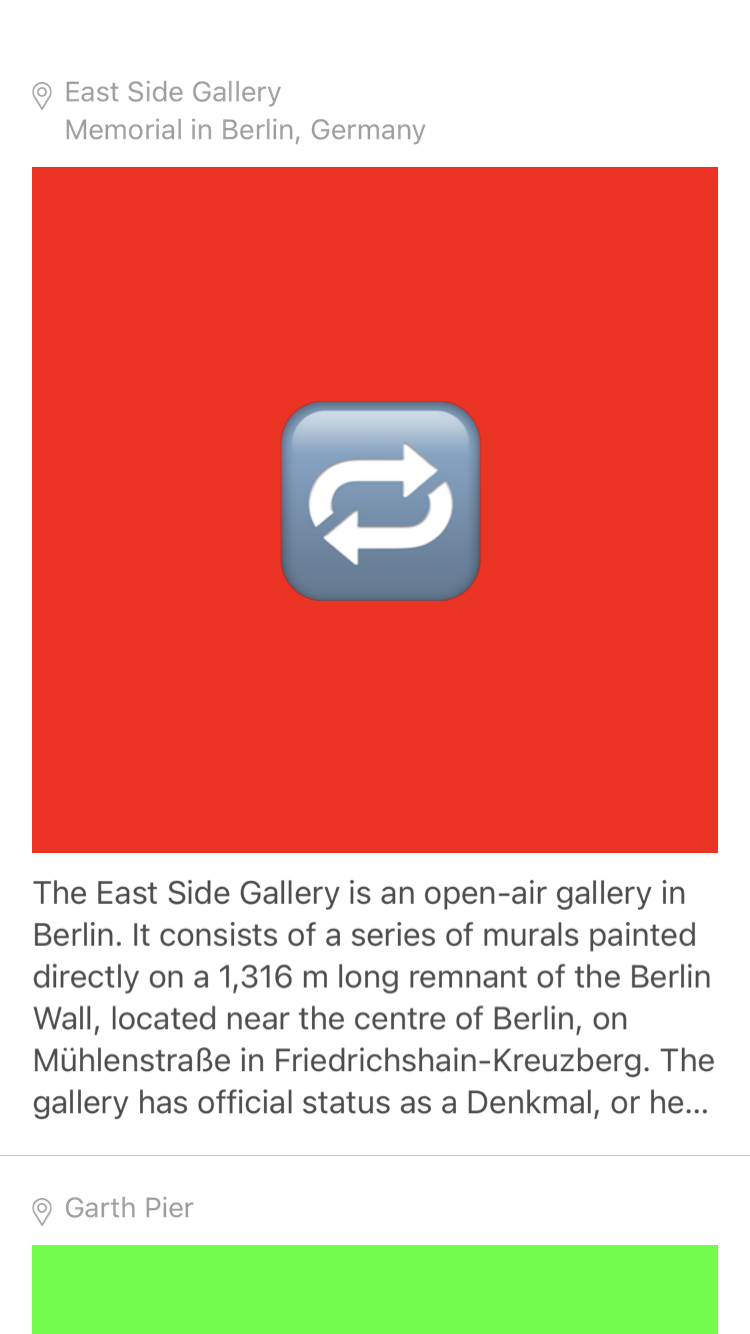 East Side Gallery
Memorial in Berlin, Germany
The East Side Gallery is an open-air gallery in
Berlin. It consists of a series of murals painted
directly on a 1,316 m long remnant of the Berlin
Wall, located near the centre of Berlin, on
Mühlenstraße in Friedrichshain-Kreuzberg. The
gallery has official status as a Denkmal, or he...
Garth Pier